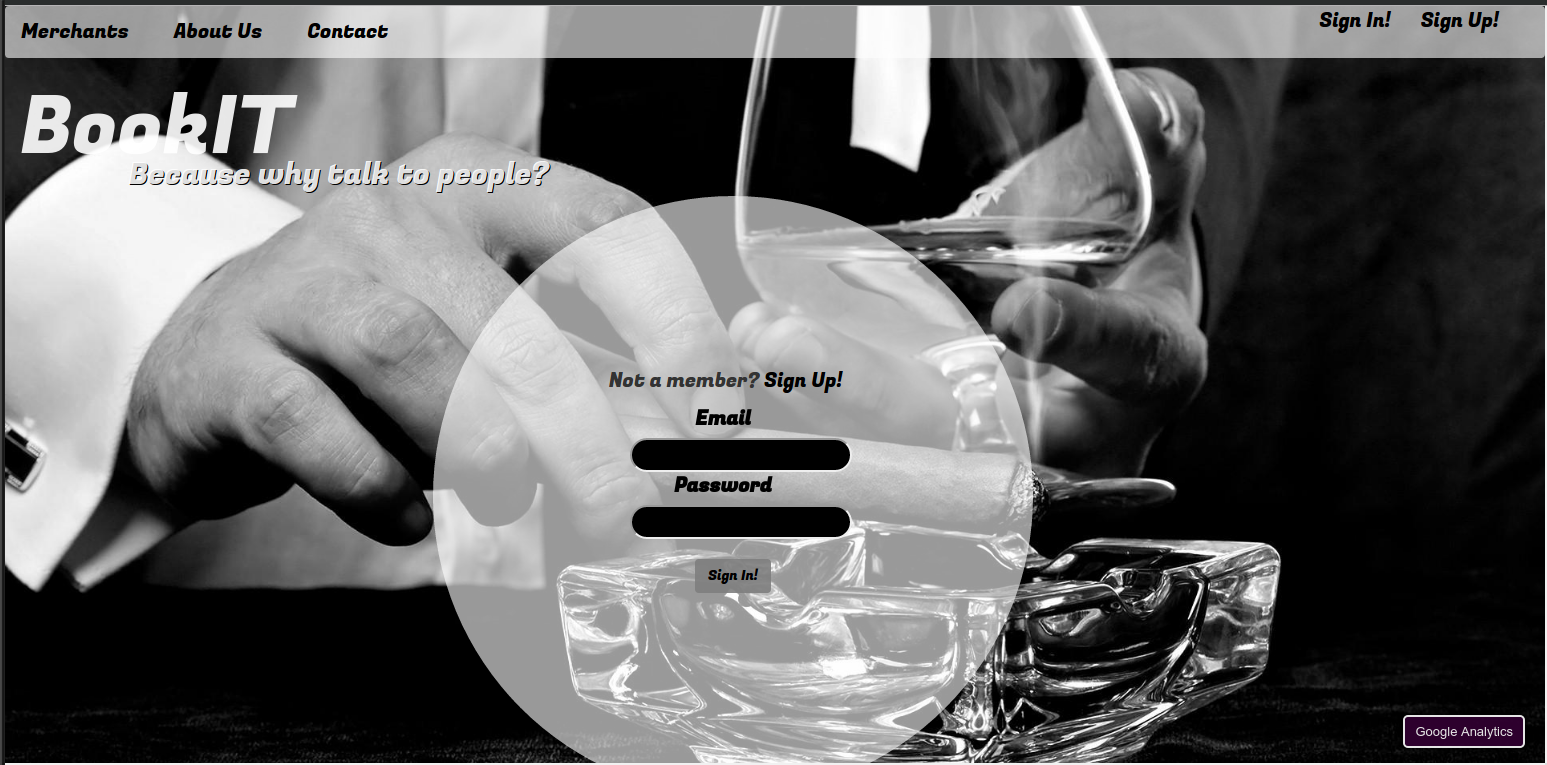 Merchants About Us Contact Sign In! Sign Up!
BookIT
Because why talk to people?
Not a member? Sign Up!
Email
Password
Sign In!
Google Analytics